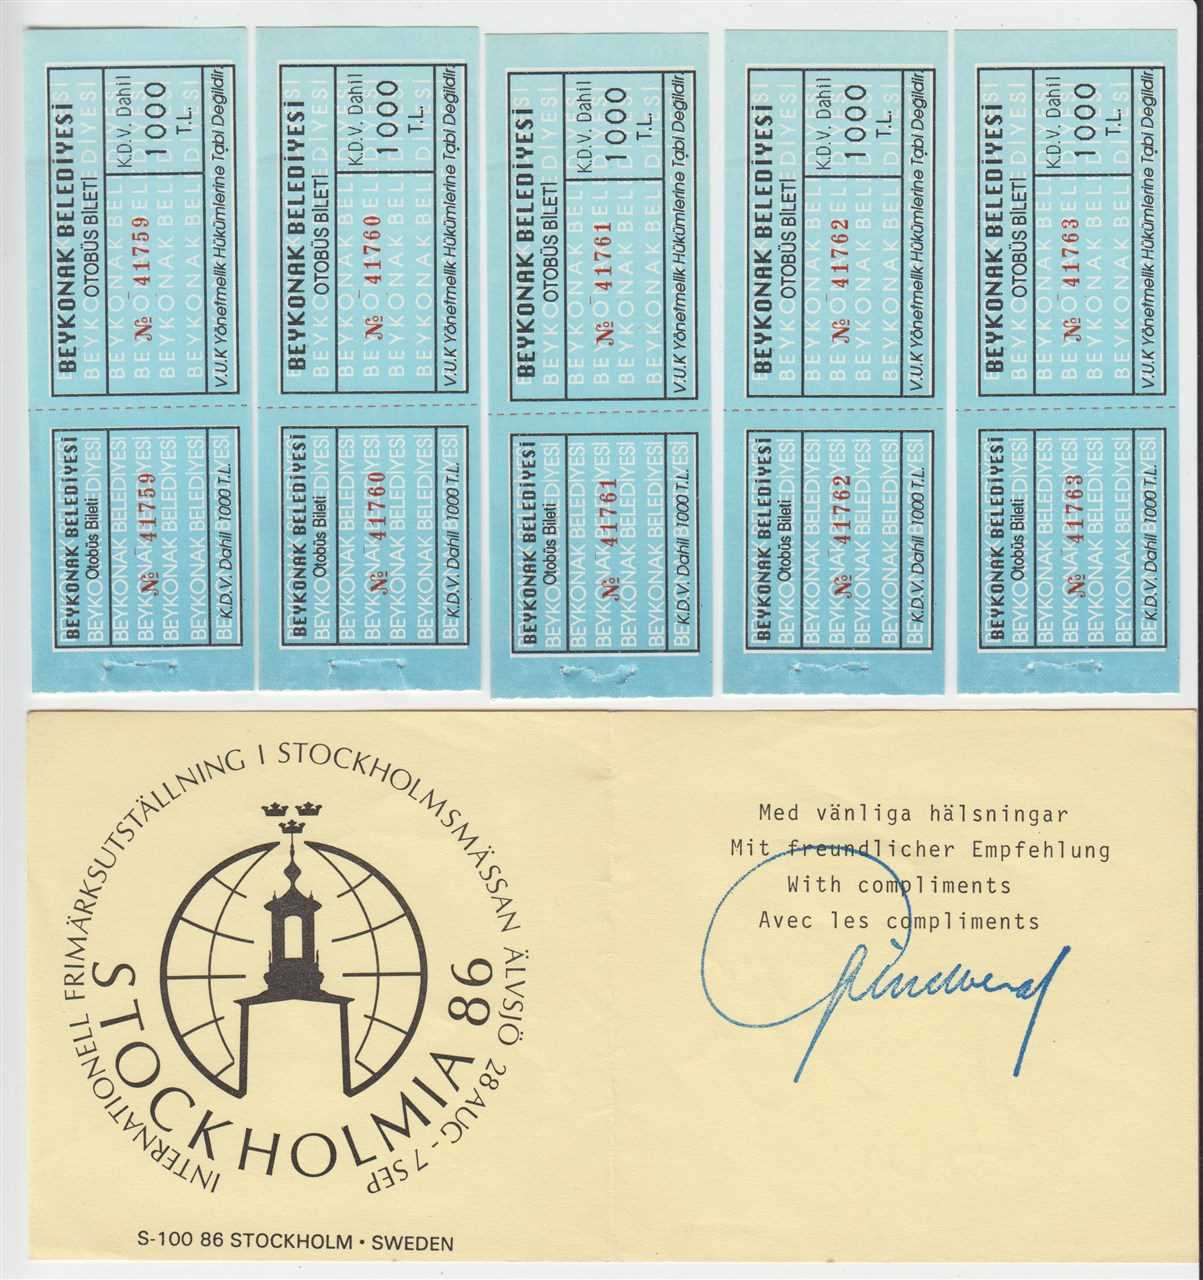 BEYKONAK BELEDİYESİ
OTOBÜS BİLETİ
K.D.V. Dahil
1000
T.L.
№ 41759
V.U.K Yönetmelik Hükümlerine Tabi Değildir.
BEYKONAK BELEDİYESİ
OTOBÜS BİLETİ
K.D.V. Dahil
1000
T.L.
№ 41760
V.U.K Yönetmelik Hükümlerine Tabi Değildir.
BEYKONAK BELEDİYESİ
OTOBÜS BİLETİ
K.D.V. Dahil
1000
T.L.
№ 41761
V.U.K Yönetmelik Hükümlerine Tabi Değildir.
BEYKONAK BELEDİYESİ
OTOBÜS BİLETİ
K.D.V. Dahil
1000
T.L.
№ 41762
V.U.K Yönetmelik Hükümlerine Tabi Değildir.
BEYKONAK BELEDİYESİ
OTOBÜS BİLETİ
K.D.V. Dahil
1000
T.L.
№ 41763
V.U.K Yönetmelik Hükümlerine Tabi Değildir.
BEYKONAK BELEDİYESİ
Otobüs Bileti
№ 41759
K.D.V. Dahil 1000 T.L.
BEYKONAK BELEDİYESİ
Otobüs Bileti
№ 41760
K.D.V. Dahil 1000 T.L.
BEYKONAK BELEDİYESİ
Otobüs Bileti
№ 41761
K.D.V. Dahil 1000 T.L.
BEYKONAK BELEDİYESİ
Otobüs Bileti
№ 41762
K.D.V. Dahil 1000 T.L.
BEYKONAK BELEDİYESİ
Otobüs Bileti
№ 41763
K.D.V. Dahil 1000 T.L.
INTERNATIONELL FRIMÄRKSUTSTÄLLNING I STOCKHOLMSMÄSSAN ÄLVSJÖ 28 AUG - 7 SEP
STOCKHOLMIA 86
S-100 86 STOCKHOLM • SWEDEN
Med vänliga hälsningar
Mit freundlicher Empfehlung
With compliments
Avec les compliments